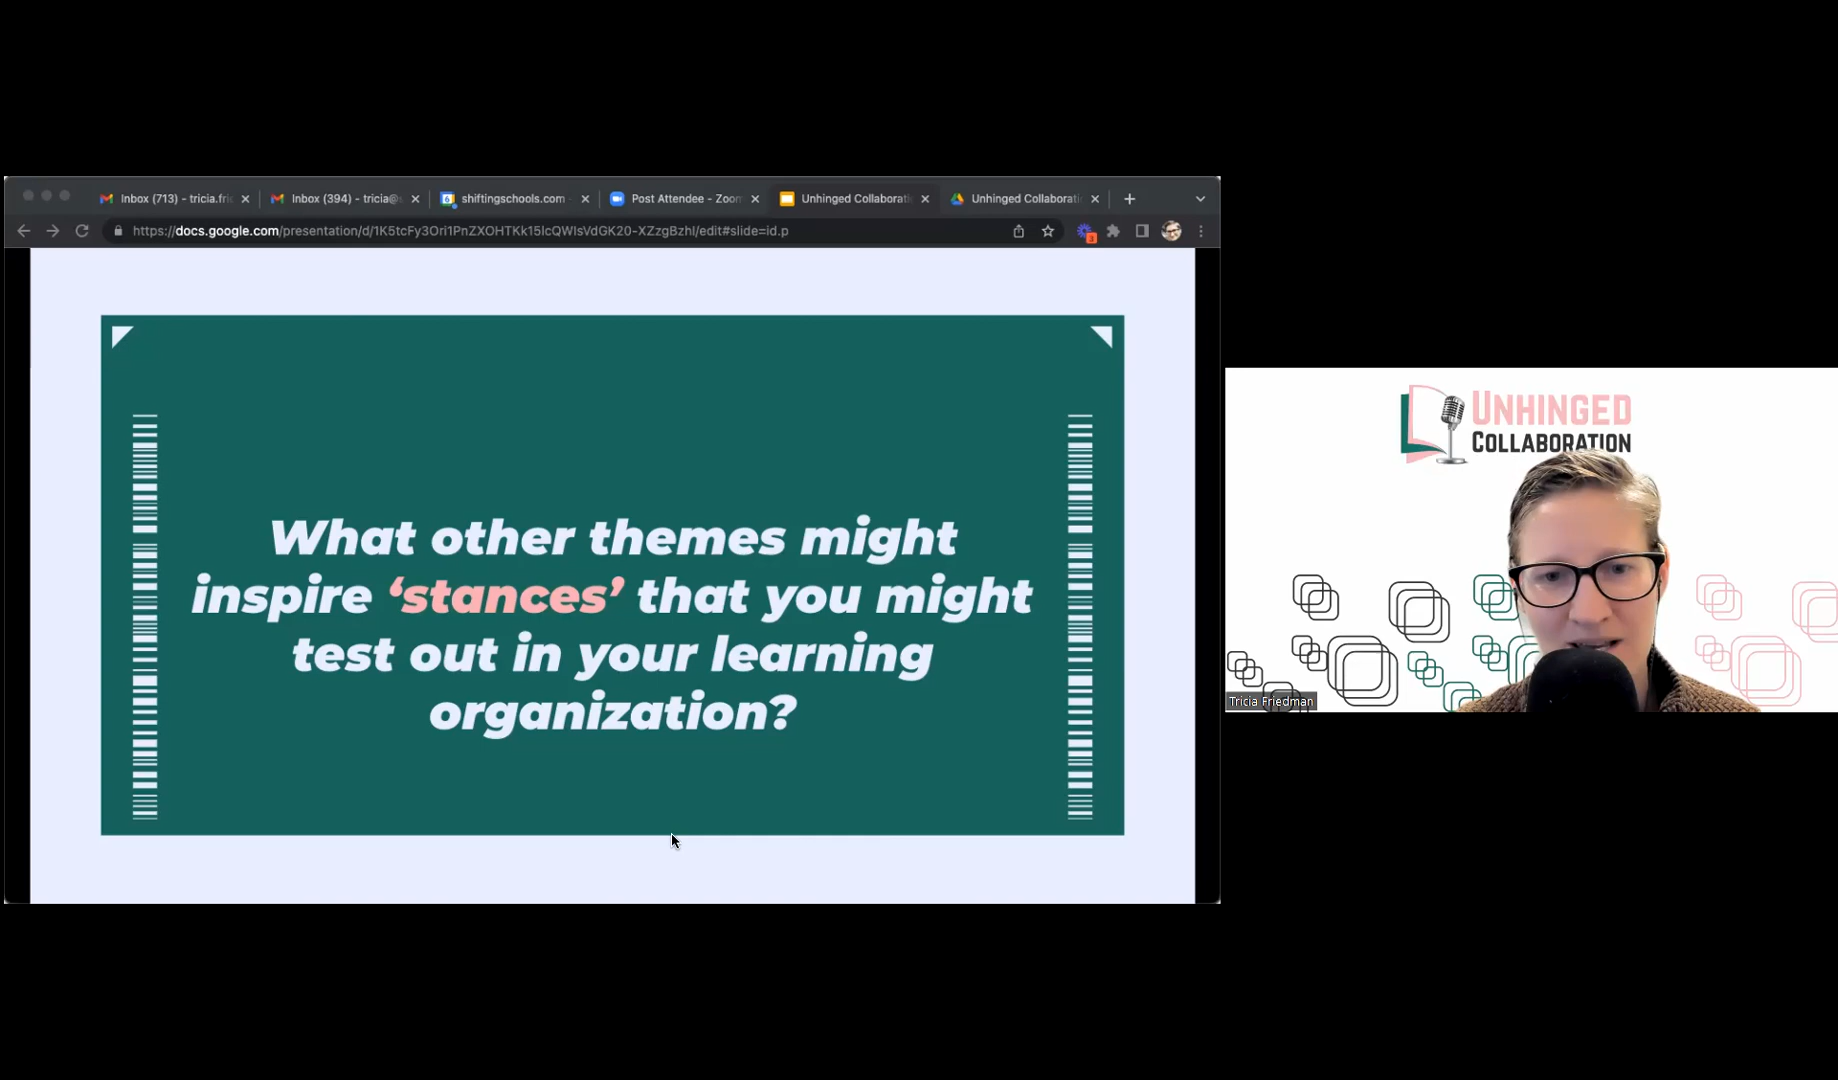 Inbox (713) - tricia.fri
Inbox (394) - tricia@
shiftingschools.com
Post Attendee - Zoom
Unhinged Collaborati
Unhinged Collaborati
https://docs.google.com/presentation/d/1K5tcFy3Ori1PnZXOHTKk15lcQWIsVdGK20-XZzgBzhI/edit#slide=id.p
What other themes might
inspire ‘stances’ that you might
test out in your learning
organization?
UNHINGED
COLLABORATION
Tricia Friedman